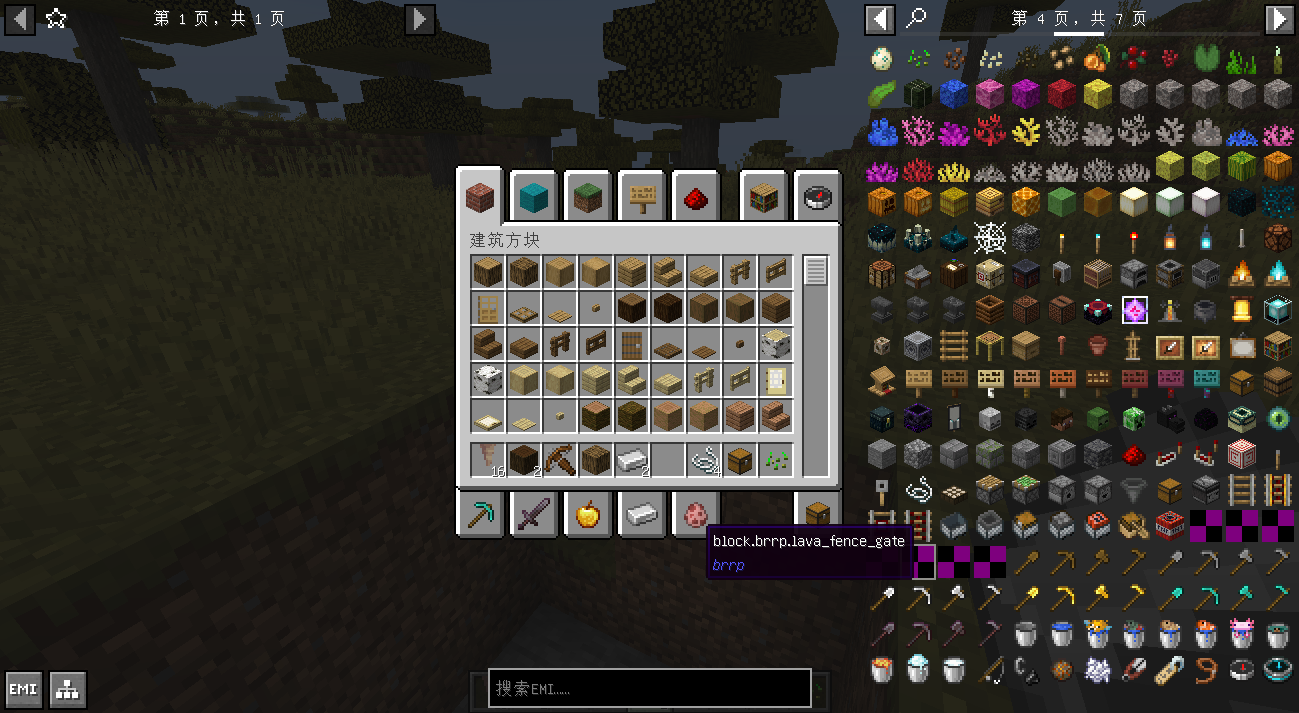 第 1 页, 共 1 页
第 4 页, 共 7 页
建筑方块
16
2
2
4
block.brrp.lava_fence_gate
brrp
EMI
搜索EMI……